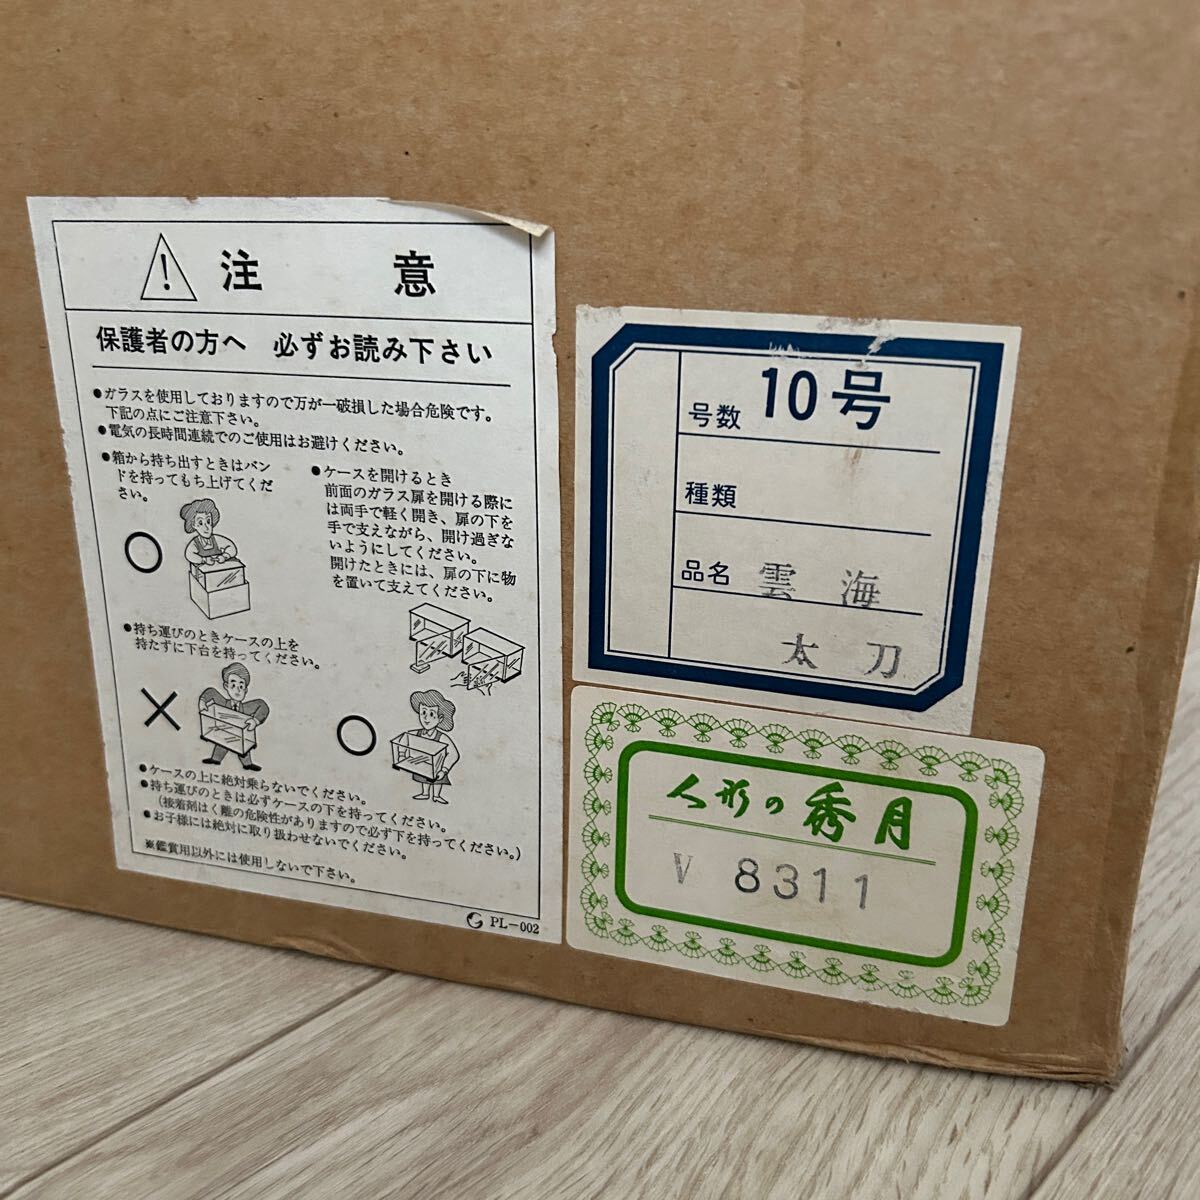 注意
保護者の方へ 必ずお読み下さい
●ガラスを使用しておりますので万が一破損した場合危険です。
下記の点にご注意下さい。
●電気の長時間連続でのご使用はお避けください。
●箱から持ち出すときはバン
ドを持ってもち上げてくだ
さい。
●ケースを開けるとき
前面のガラス扉を開ける際に
は両手で軽く開き、扉の下を
手で支えながら、開け過ぎな
いようにしてください。
開けたときには、扉の下に物
を置いて支えてください。
●持ち運びのときケースの上を
持たずに下台を持ってください。
●ケースの上に絶対乗らないでください。
●持ち運びのときは必ずケースの下を持ってください。
(接着剤はく離の危険性がありますので必ず下を持ってください。)
●お子様には絶対に取り扱わせないでください。
※鑑賞用以外には使用しないで下さい。
PL-002
号数 10号
種類
品名 雲海
太刀
人形の秀月
V 8311